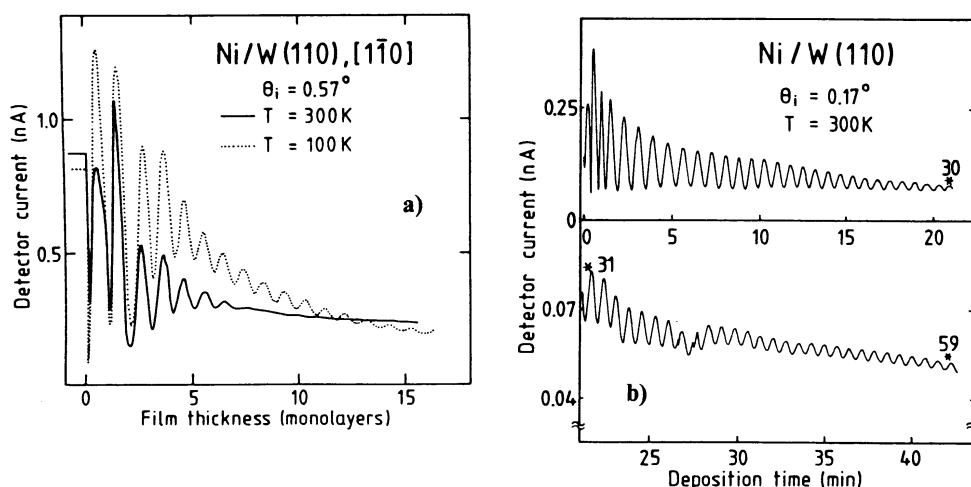 Ni/W(110),[11̄0]
θi = 0.57°
T = 300K
T = 100K
a)
Detector current (nA)
1.0
0.5
0 5 10 15
Film thickness (monolayers)
Ni/W(110)
θi = 0.17°
T = 300K
30
*
Detector current (nA)
0.25
0
0 5 10 15 20
* 31
0.07
59
*
b)
0.04
25 30 35 40
Deposition time (min)